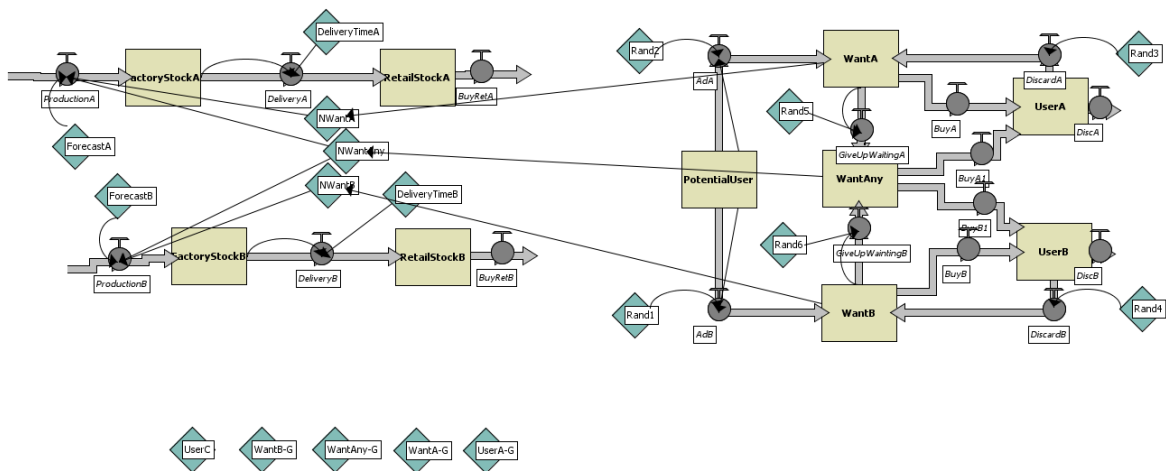 DeliveryTimeA
FactoryStockA
RetailStockA
ProductionA
DeliveryA
BuyRetA
NWantA
ForecastA
NWantAny
NWantB
ForecastB
DeliveryTimeB
FactoryStockB
RetailStockB
ProductionB
DeliveryB
BuyRetB
Rand2
WantA
Rand3
AdA
DiscardA
UserA
Rand5
BuyA
DiscA
GiveUpWaitingA
PotentialUser
WantAny
BuyA1
BuyB1
Rand6
GiveUpWaintingB
UserB
BuyB
DiscB
Rand1
WantB
Rand4
AdB
DiscardB
UserC
WantB-G
WantAny-G
WantA-G
UserA-G